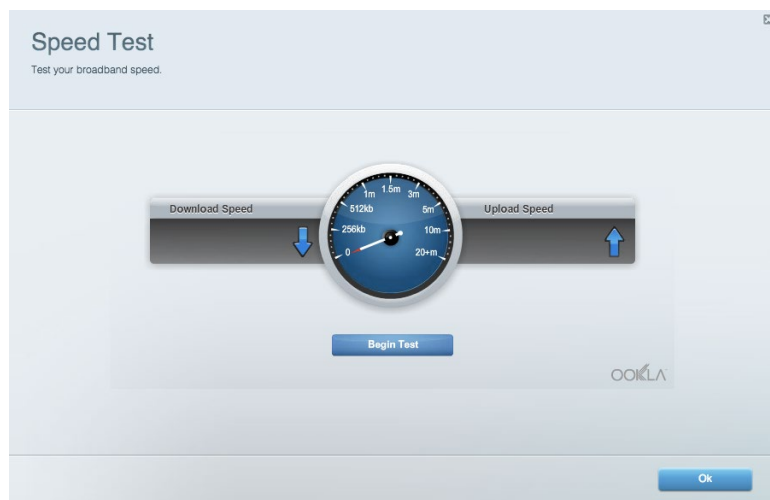 Speed Test
Test your broadband speed.
Download Speed
Upload Speed
0
256kb
512kb
1m
1.5m
3m
5m
10m
20+m
Begin Test
OOKLA
Ok